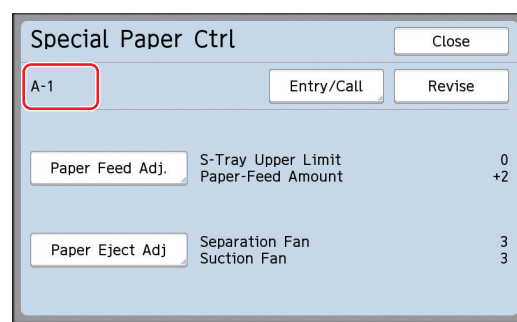 Special Paper Ctrl Close
A-1 Entry/Call Revise
Paper Feed Adj. S-Tray Upper Limit 0
Paper-Feed Amount +2
Paper Eject Adj Separation Fan 3
Suction Fan 3